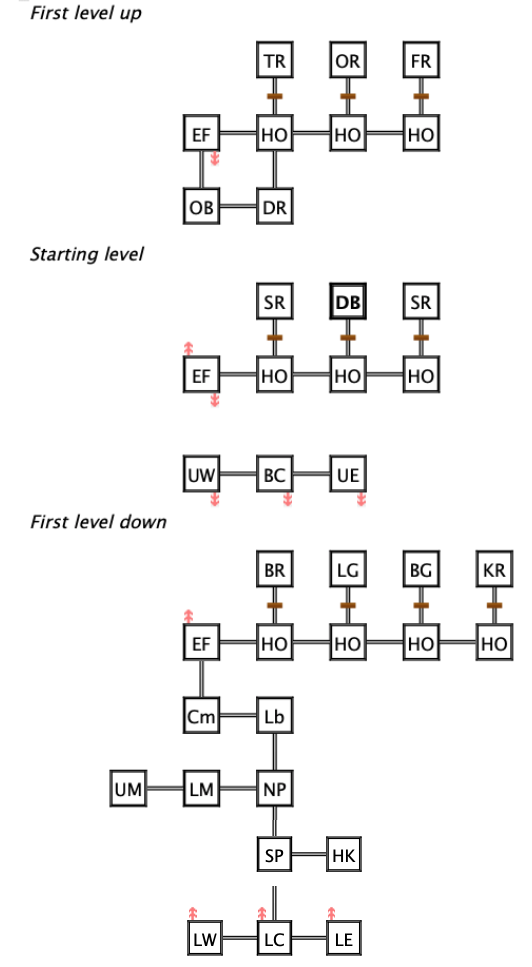 First level up
TR OR FR
EF HO HO HO
OB DR
Starting level
SR DB SR
EF HO HO HO
UW BC UE
First level down
BR LG BG KR
EF HO HO HO HO
Cm Lb
UM LM NP
SP HK
LW LC LE